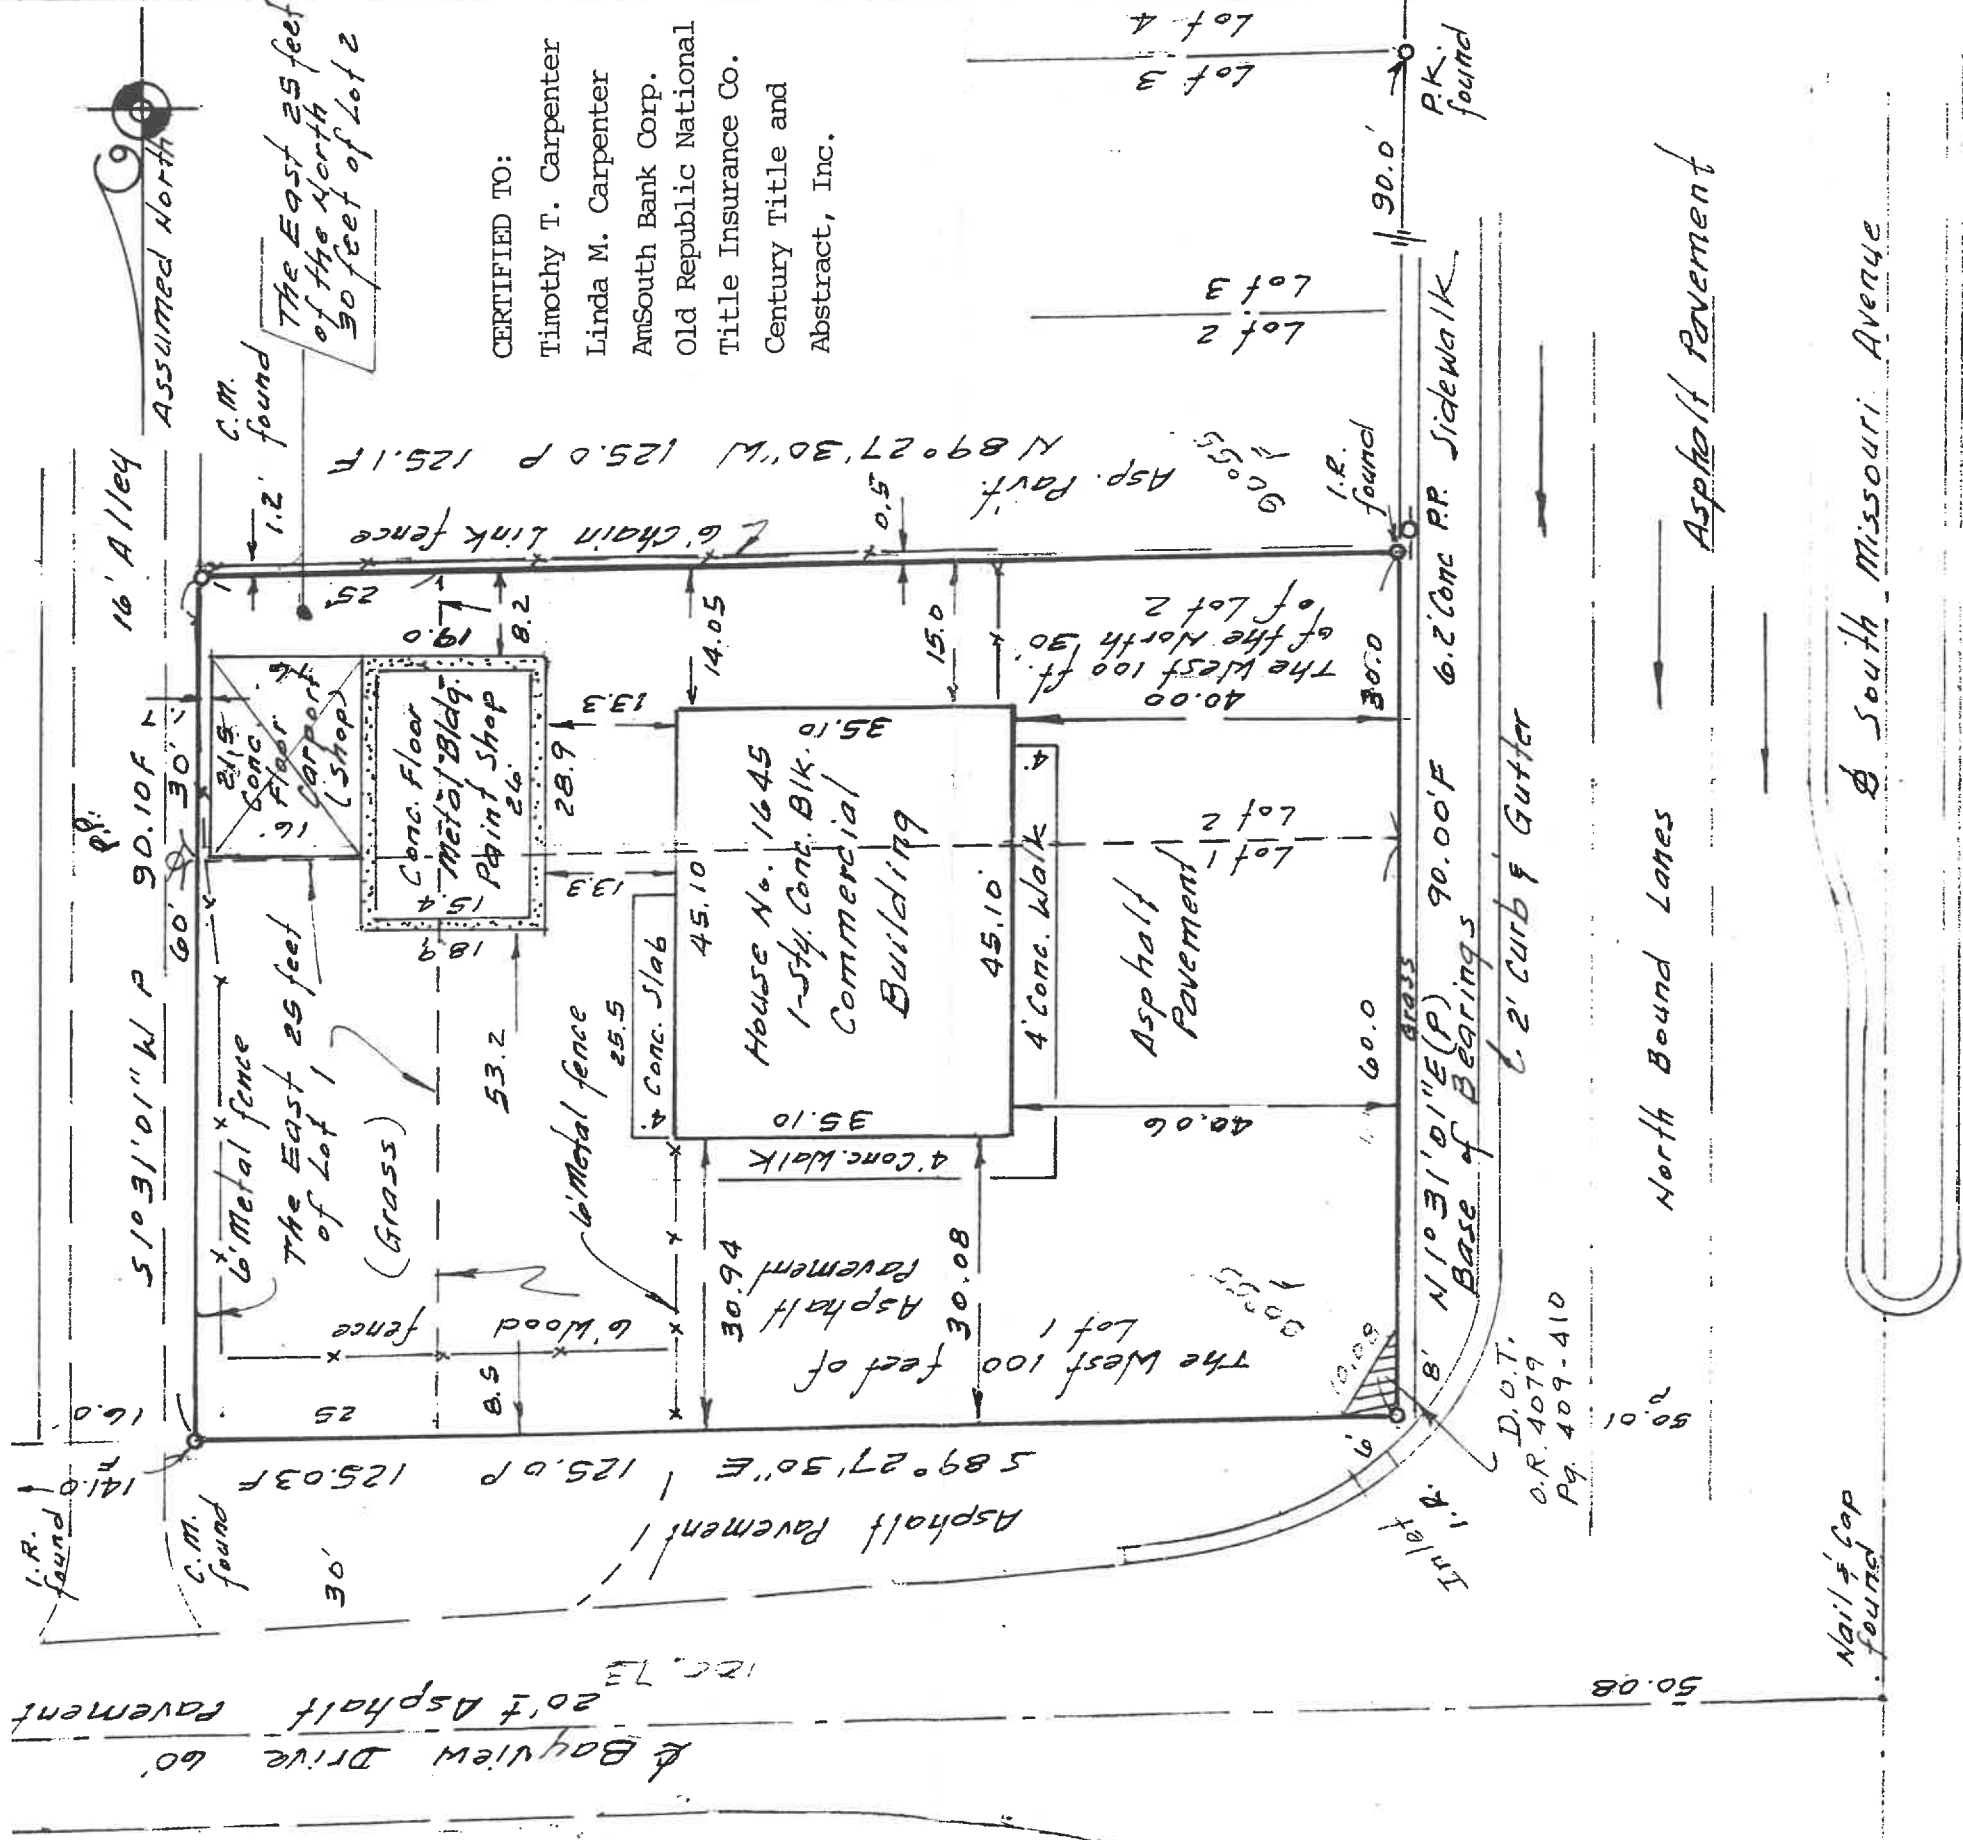 Assumed North
The East 25 feet
of the North
30 feet of Lot 2
CERTIFIED TO:
Timothy T. Carpenter
Linda M. Carpenter
AmSouth Bank Corp.
Old Republic National
Title Insurance Co.
Century Title and
Abstract, Inc.
Lot 4
Lot 3
P.K.
found
90.0'
Lot 3
Lot 2
16' Alley
C.M.
found
1.2'
N 89° 27' 30" W 125.0 P 125.1 F
Asp. Pav't.
6' Chain Link fence
0.5
I.R.
found
S 1° 31' 01" W P 90.10 F
P.P.
60'
30'
1.7
25'
19.0
8.2
14.05
15.0
21.5
Conc
Floor
Carport
(Shop)
16'
Conc. Floor
Metal Bldg.
Paint Shop
26'
15.4
18.9
28.9
13.3
13.3
The West 100 ft.
of the North 30'
of Lot 2
40.00
30.0
35.10
45.10
House No. 1645
1-Sty. Conc. Blk.
Commercial
Building
45.10'
35.10
4' Conc. Walk
4'
Lot 2
Lot 1
Asphalt
Pavement
40.06
60.0
Grass
6' Metal fence
The East 25 feet
of Lot 1
(Grass)
53.2
6' Metal fence
25.5
4' Conc. Slab
4' Conc. Walk
6' Wood fence
8.5
25
30.94
Asphalt
Pavement
30.08
The West 100 feet of
Lot 1
10.08
8'
6'
N 1° 31' 01" E (P) 90.00' F
Base of Bearings
6.2' Conc P.P. Sidewalk
2' Curb & Gutter
D.O.T.
O.R. 4079
Pg. 409-410
Inlet
S 89° 27' 30" E 125.0 P 125.03 F
Asphalt Pavement
16.0
141.0
F
I.R.
found
C.M.
found
30'
20'± Asphalt Pavement
℄ Bayview Drive 60'
50.01
50.08
Nail & Cap
found
North Bound Lanes
Asphalt Pavement
℄ South Missouri Avenue